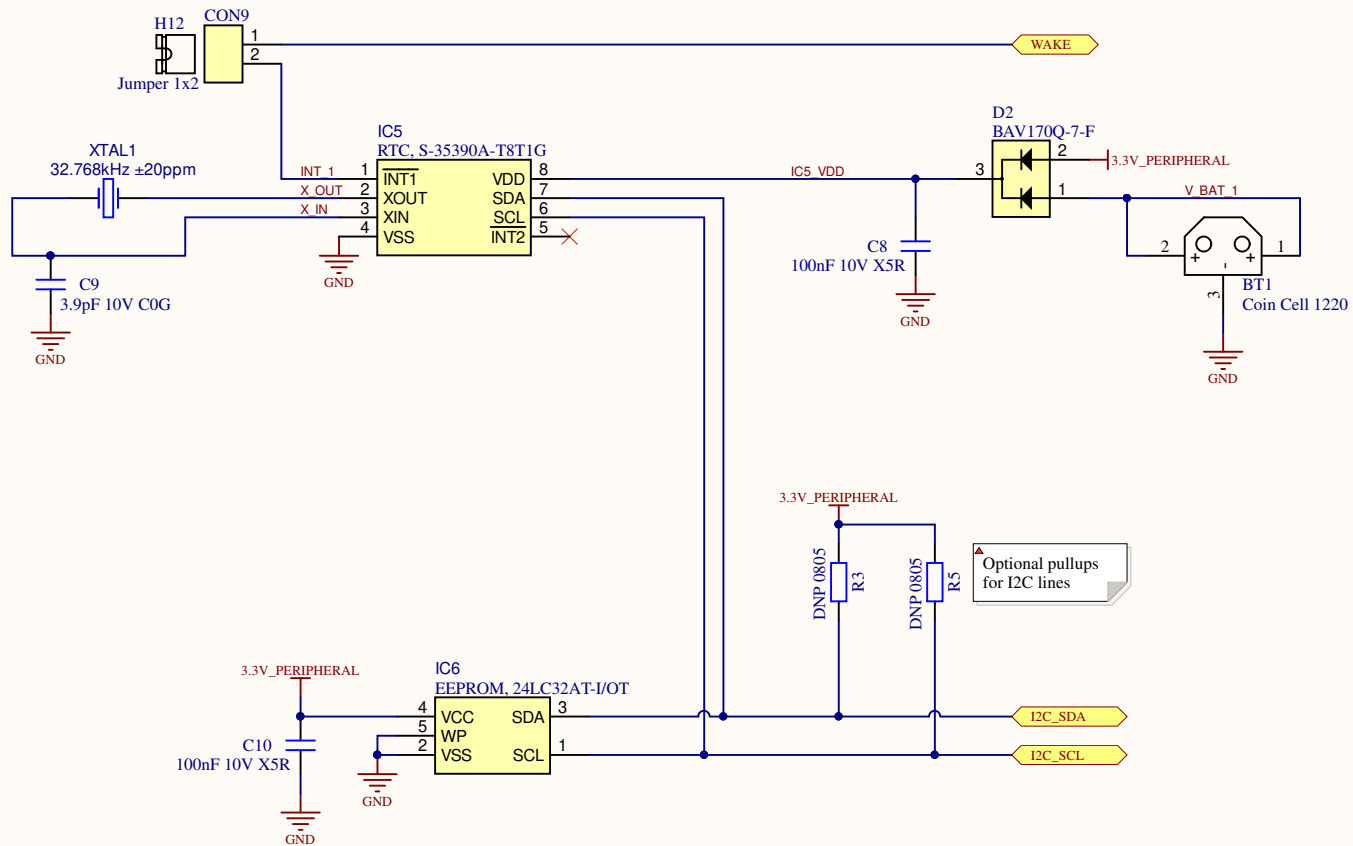 H12
CON9
1
2
Jumper 1x2
WAKE
XTAL1
32.768kHz ±20ppm
INT_1
X_OUT
X_IN
C9
3.9pF 10V C0G
GND
IC5
RTC, S-35390A-T8T1G
1 INT1
2 XOUT
3 XIN
4 VSS
VDD 8
SDA 7
SCL 6
INT2 5
GND
IC5_VDD
C8
100nF 10V X5R
GND
D2
BAV170Q-7-F
3
2
1
3.3V_PERIPHERAL
V_BAT_1
2
1
+
+
-
3
BT1
Coin Cell 1220
GND
3.3V_PERIPHERAL
DNP 0805
R3
DNP 0805
R5
Optional pullups
for I2C lines
3.3V_PERIPHERAL
C10
100nF 10V X5R
GND
IC6
EEPROM, 24LC32AT-I/OT
4 VCC
5 WP
2 VSS
SDA 3
SCL 1
GND
I2C_SDA
I2C_SCL